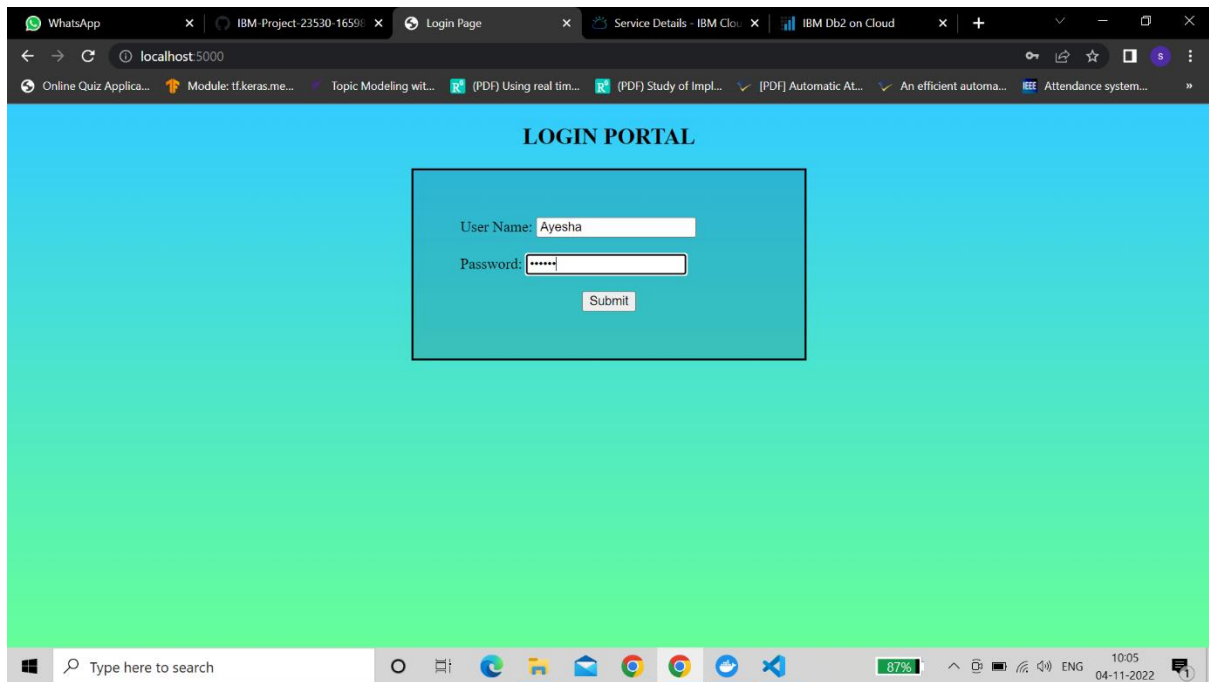 WhatsApp
IBM-Project-23530-16598
Login Page
Service Details - IBM Clou
IBM Db2 on Cloud
localhost:5000
S
Online Quiz Applica...
Module: tf.keras.me...
Topic Modeling wit...
(PDF) Using real tim...
(PDF) Study of Impl...
[PDF] Automatic At...
An efficient automa...
IEEE Attendance system...
LOGIN PORTAL
User Name: Ayesha
Password: ••••••
Submit
Type here to search
87%
ENG
10:05
04-11-2022
1